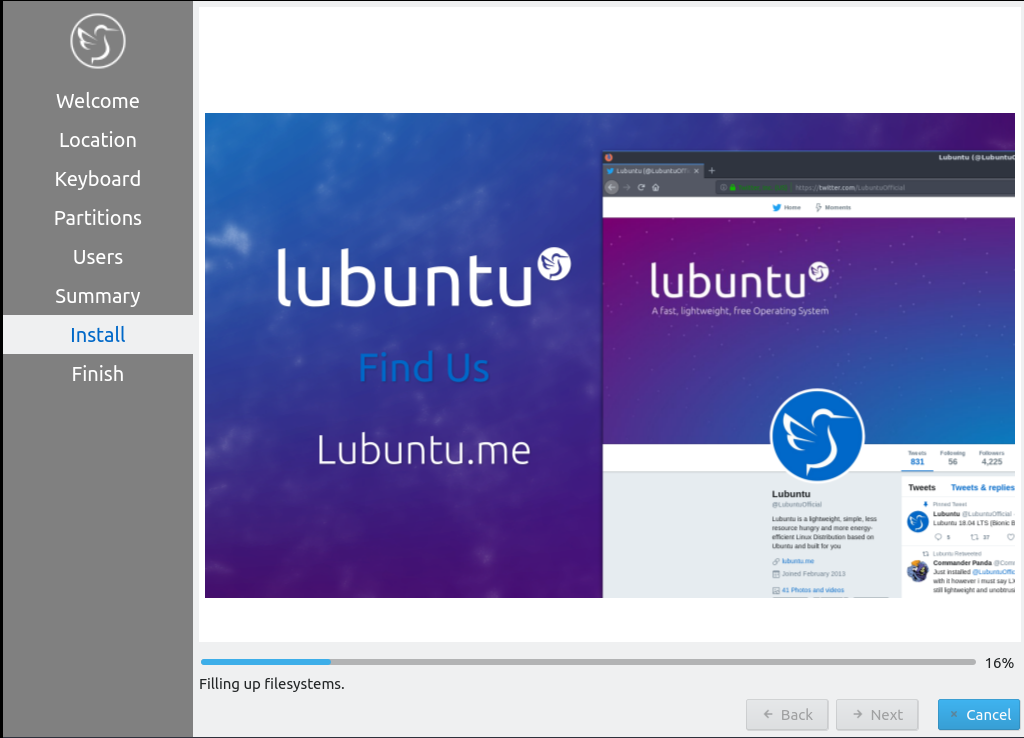 Welcome
Location
Keyboard
Partitions
Users
Summary
Install
Finish
lubuntu
Find Us
Lubuntu.me
Lubuntu (@LubuntuO
Lubuntu (@LubuntuOf
https://twitter.com/LubuntuOfficial
Home Moments
lubuntu
A fast, lightweight, free Operating System
Tweets Following Followers
831 56 4,225
Lubuntu
@LubuntuOfficial
Lubuntu is a lightweight, simple, less
resource hungry and more energy-
efficient Linux Distribution based on
Ubuntu and built for you
lubuntu.me
Joined February 2013
41 Photos and videos
Tweets Tweets & replies
Pinned Tweet
Lubuntu @LubuntuOfficial
Lubuntu 18.04 LTS (Bionic B
5 37
Lubuntu Retweeted
Commander Panda @Com
Just installed @LubuntuOffic
with it however i must say LX
still lightweight and unobtrus
16%
Filling up filesystems.
Back Next Cancel